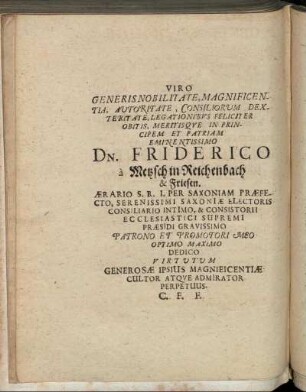 VIRO
GENERIS NOBILITATE, MAGNIFICEN-
TIA, AUTORITATE, CONSILIORUM DEX-
TERITATE, LEGATIONIBUS FELICITER
OBITIS, MERITISQVE IN PRIN-
CIPEM ET PATRIAM
EMINENTISSIMO
DN. FRIDERICO
à Metzsch in Reichenbach
& Friesen.
ÆRARIO S. R. I. PER SAXONIAM PRÆFE-
CTO, SERENISSIMI SAXONIÆ ELECTORIS
CONSILIARIO INTIMO, & CONSISTORII
ECCLESIASTICI SUPREMI
PRÆSIDI GRAVISSIMO
PATRONO ET PROMOTORI MEO
OPTIMO MAXIMO
DEDICO
VIRTUTUM
GENEROSÆ IPSIUS MAGNIFICENTIÆ
CULTOR ATQVE ADMIRATOR
PERPETUUS.
C. F. F.